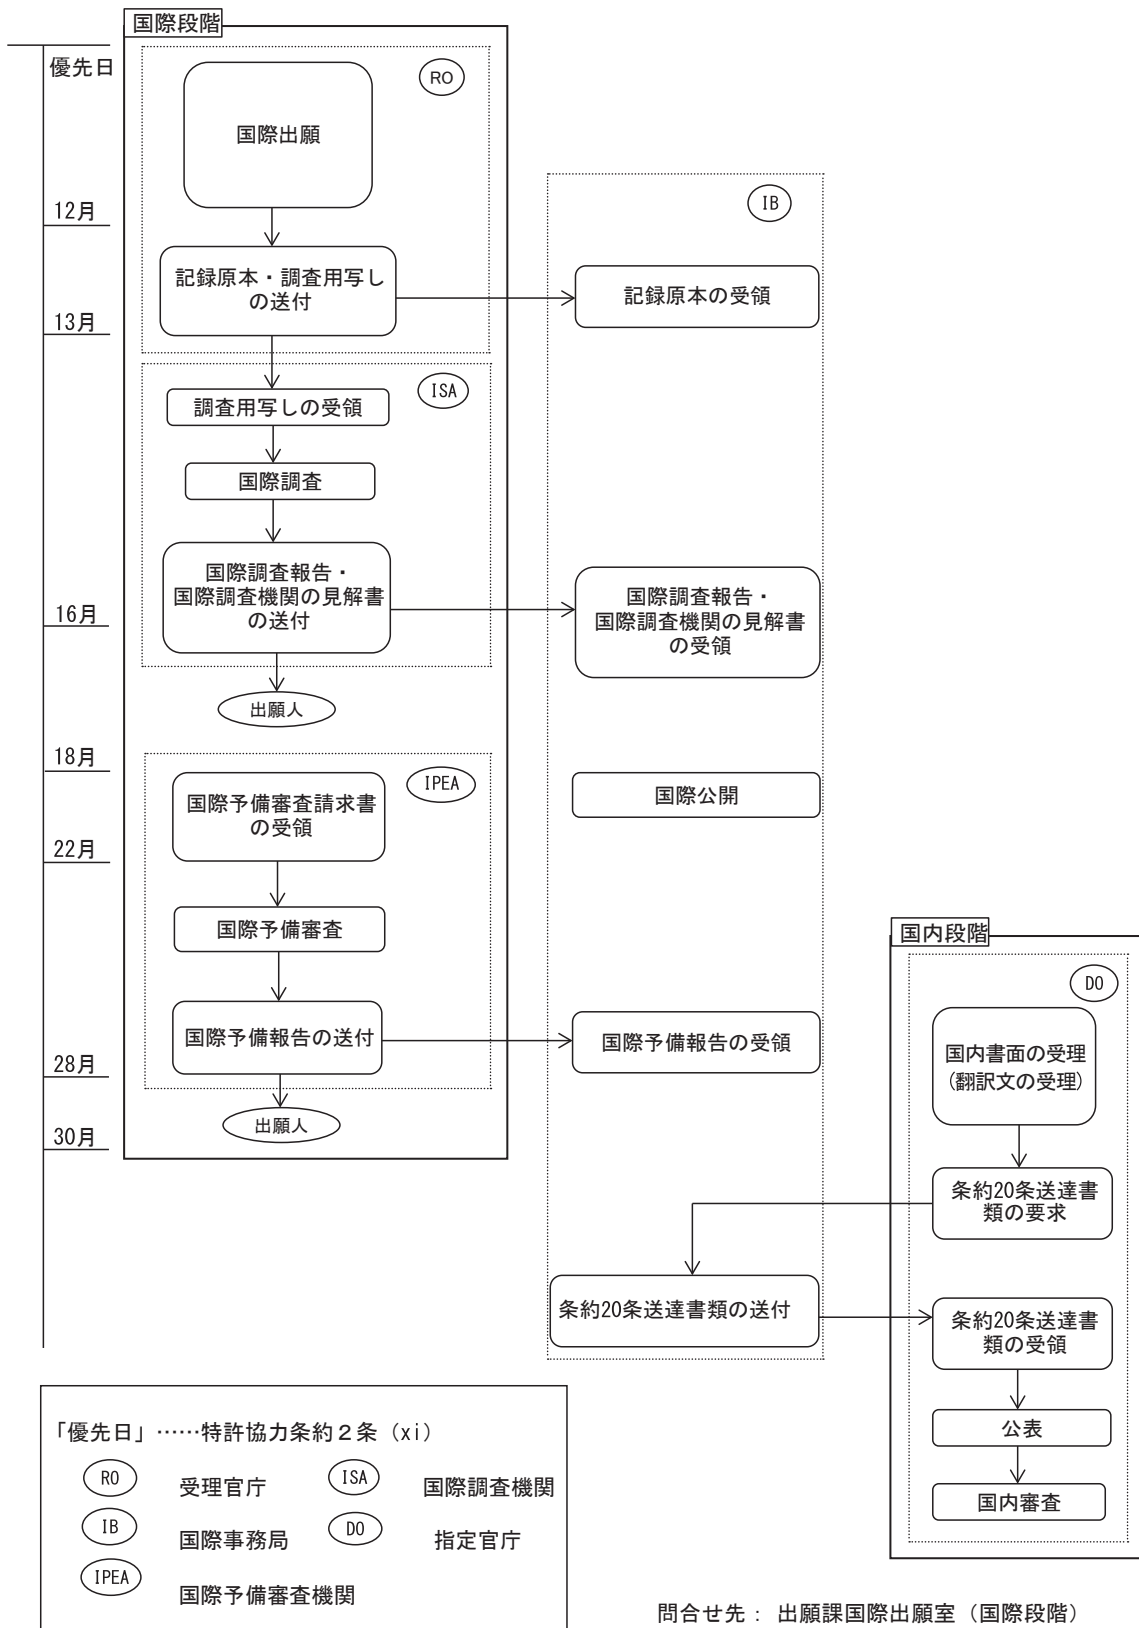 国際段階
優先日
RO
国際出願
12月
IB
記録原本・調査用写し
の送付
記録原本の受領
13月
ISA
調査用写しの受領
国際調査
国際調査報告・
国際調査機関の見解書
の送付
国際調査報告・
国際調査機関の見解書
の受領
16月
出願人
18月
IPEA
国際予備審査請求書
の受領
国際公開
22月
国際予備審査
国内段階
DO
国際予備報告の送付
国際予備報告の受領
国内書面の受理
(翻訳文の受理)
28月
出願人
30月
条約20条送達書
類の要求
条約20条送達書類の送付
条約20条送達書
類の受領
公表
国内審査
「優先日」……特許協力条約2条(xi)
RO 受理官庁 ISA 国際調査機関
IB 国際事務局 DO 指定官庁
IPEA 国際予備審査機関
問合せ先: 出願課国際出願室(国際段階)